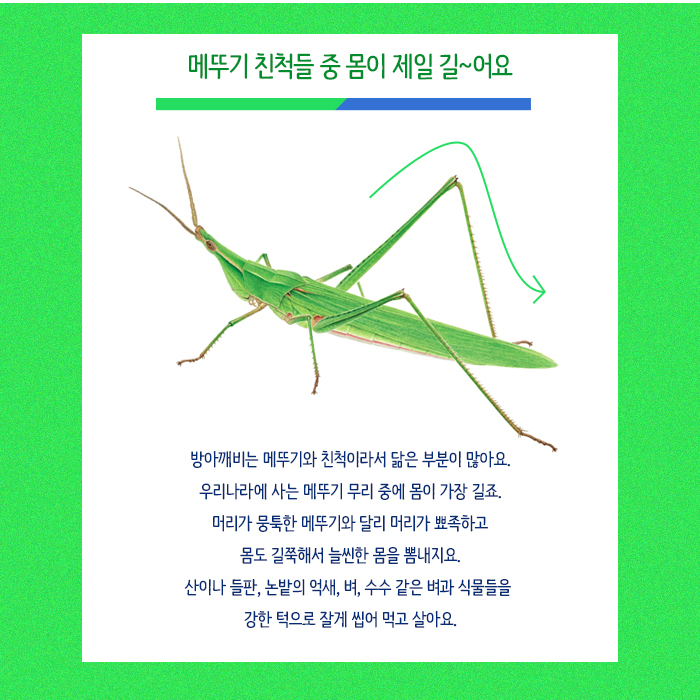 메뚜기 친척들 중 몸이 제일 길~어요
방아깨비는 메뚜기와 친척이라서 닮은 부분이 많아요.
우리나라에 사는 메뚜기 무리 중에 몸이 가장 길죠.
머리가 뭉툭한 메뚜기와 달리 머리가 뾰족하고
몸도 길쭉해서 늘씬한 몸을 뽐내지요.
산이나 들판, 논밭의 억새, 벼, 수수 같은 벼과 식물들을
강한 턱으로 잘게 씹어 먹고 살아요.